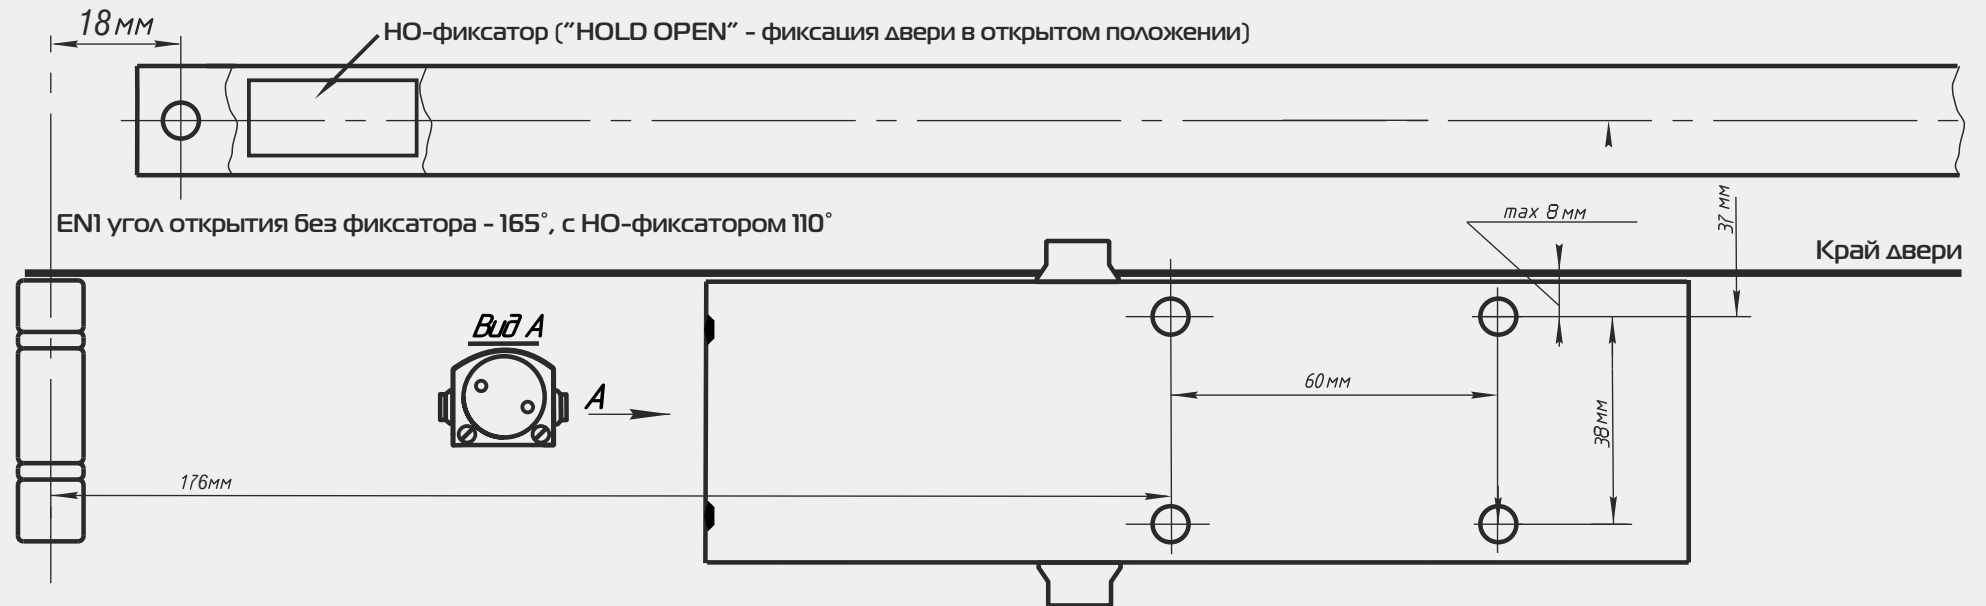 18мм
НО-фиксатор ("HOLD OPEN" - фиксация двери в открытом положении)
EN1 угол открытия без фиксатора - 165°, с НО-фиксатором 110°
max 8мм
37мм
Край двери
Вид А
А
60мм
38мм
176мм